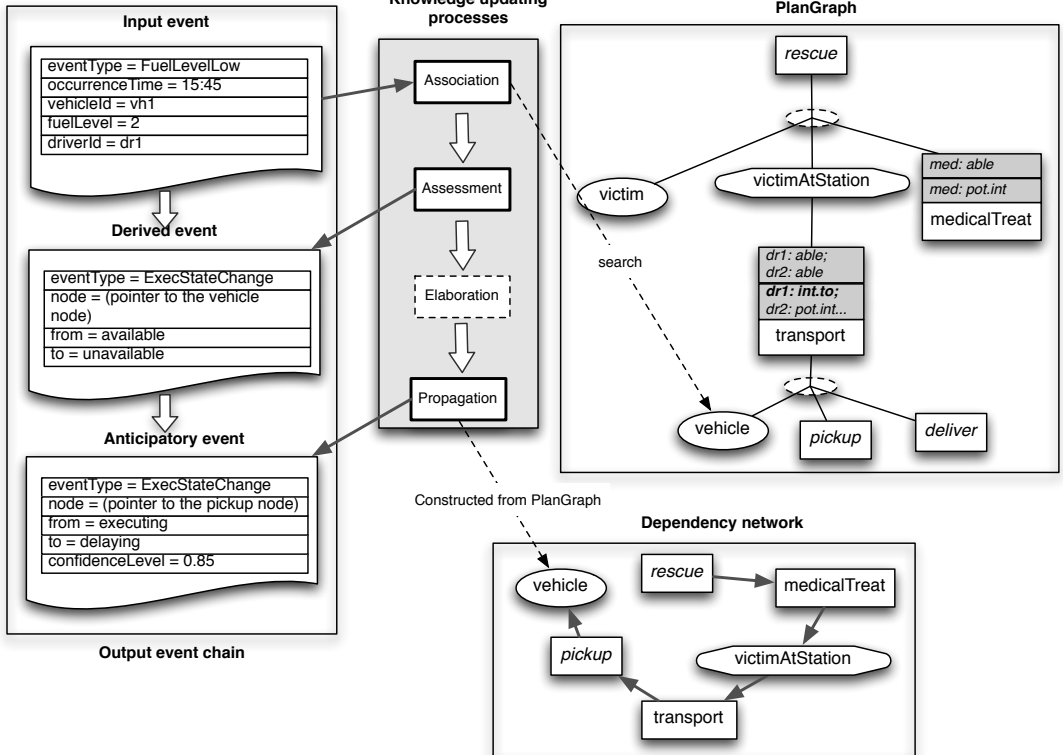 Input event
eventType = FuelLevelLow
occurrenceTime = 15:45
vehicleId = vh1
fuelLevel = 2
driverId = dr1
Derived event
eventType = ExecStateChange
node = (pointer to the vehicle
node)
from = available
to = unavailable
Anticipatory event
eventType = ExecStateChange
node = (pointer to the pickup node)
from = executing
to = delaying
confidenceLevel = 0.85
Output event chain
Knowledge updating
processes
Association
Assessment
Elaboration
Propagation
search
Constructed from PlanGraph
PlanGraph
rescue
victim
victimAtStation
med: able
med: pot.int
medicalTreat
dr1: able;
dr2: able
dr1: int.to;
dr2: pot.int...
transport
vehicle
pickup
deliver
Dependency network
vehicle
rescue
medicalTreat
pickup
victimAtStation
transport